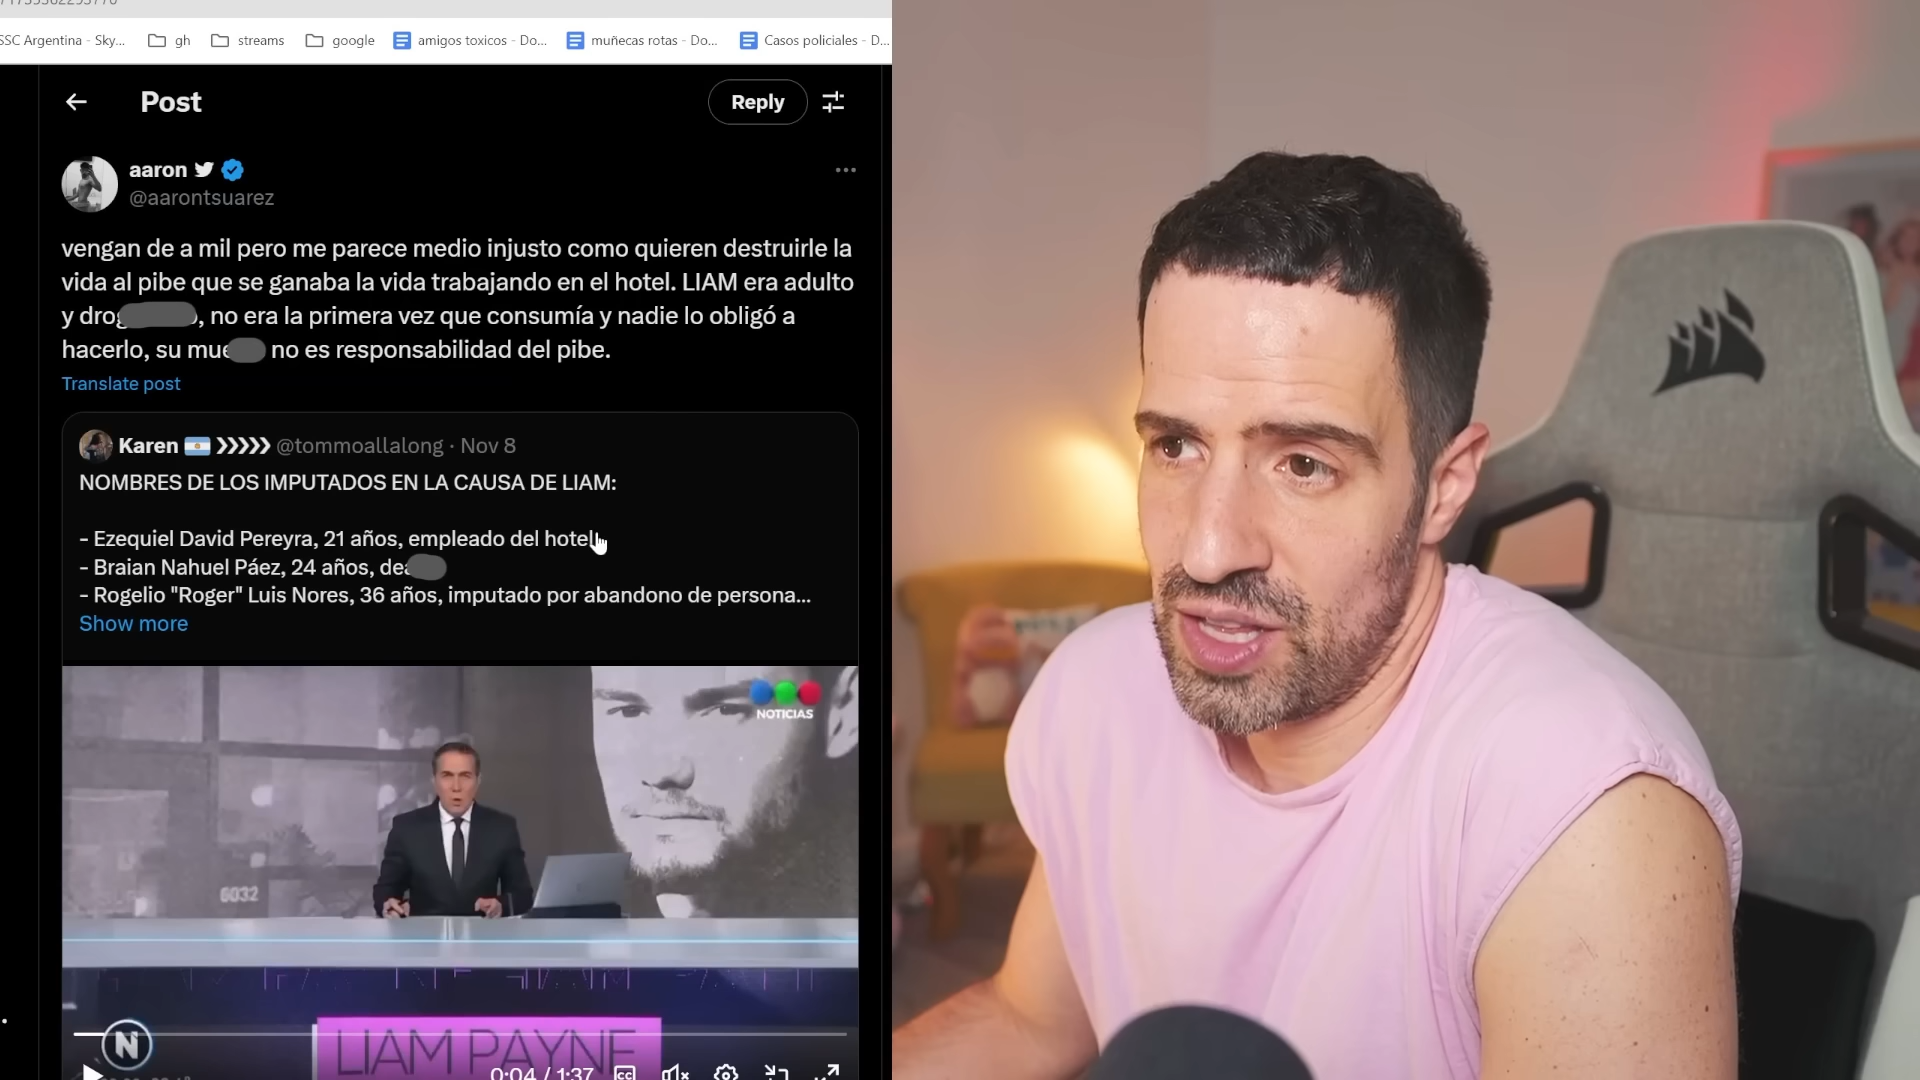 SSC Argentina - Sky...
gh
streams
google
amigos toxicos - Do...
muñecas rotas - Do...
Casos policiales - D...
Post
Reply
aaron
@aarontsuarez
vengan de a mil pero me parece medio injusto como quieren destruirle la
vida al pibe que se ganaba la vida trabajando en el hotel. LIAM era adulto
y drog , no era la primera vez que consumía y nadie lo obligó a
hacerlo, su mue no es responsabilidad del pibe.
Translate post
Karen @tommoallalong · Nov 8
NOMBRES DE LOS IMPUTADOS EN LA CAUSA DE LIAM:
- Ezequiel David Pereyra, 21 años, empleado del hotel
- Braian Nahuel Páez, 24 años, dea
- Rogelio "Roger" Luis Nores, 36 años, imputado por abandono de persona...
Show more
NOTICIAS
6032
N
LIAM PAYNE
0:04 / 1:37
CC